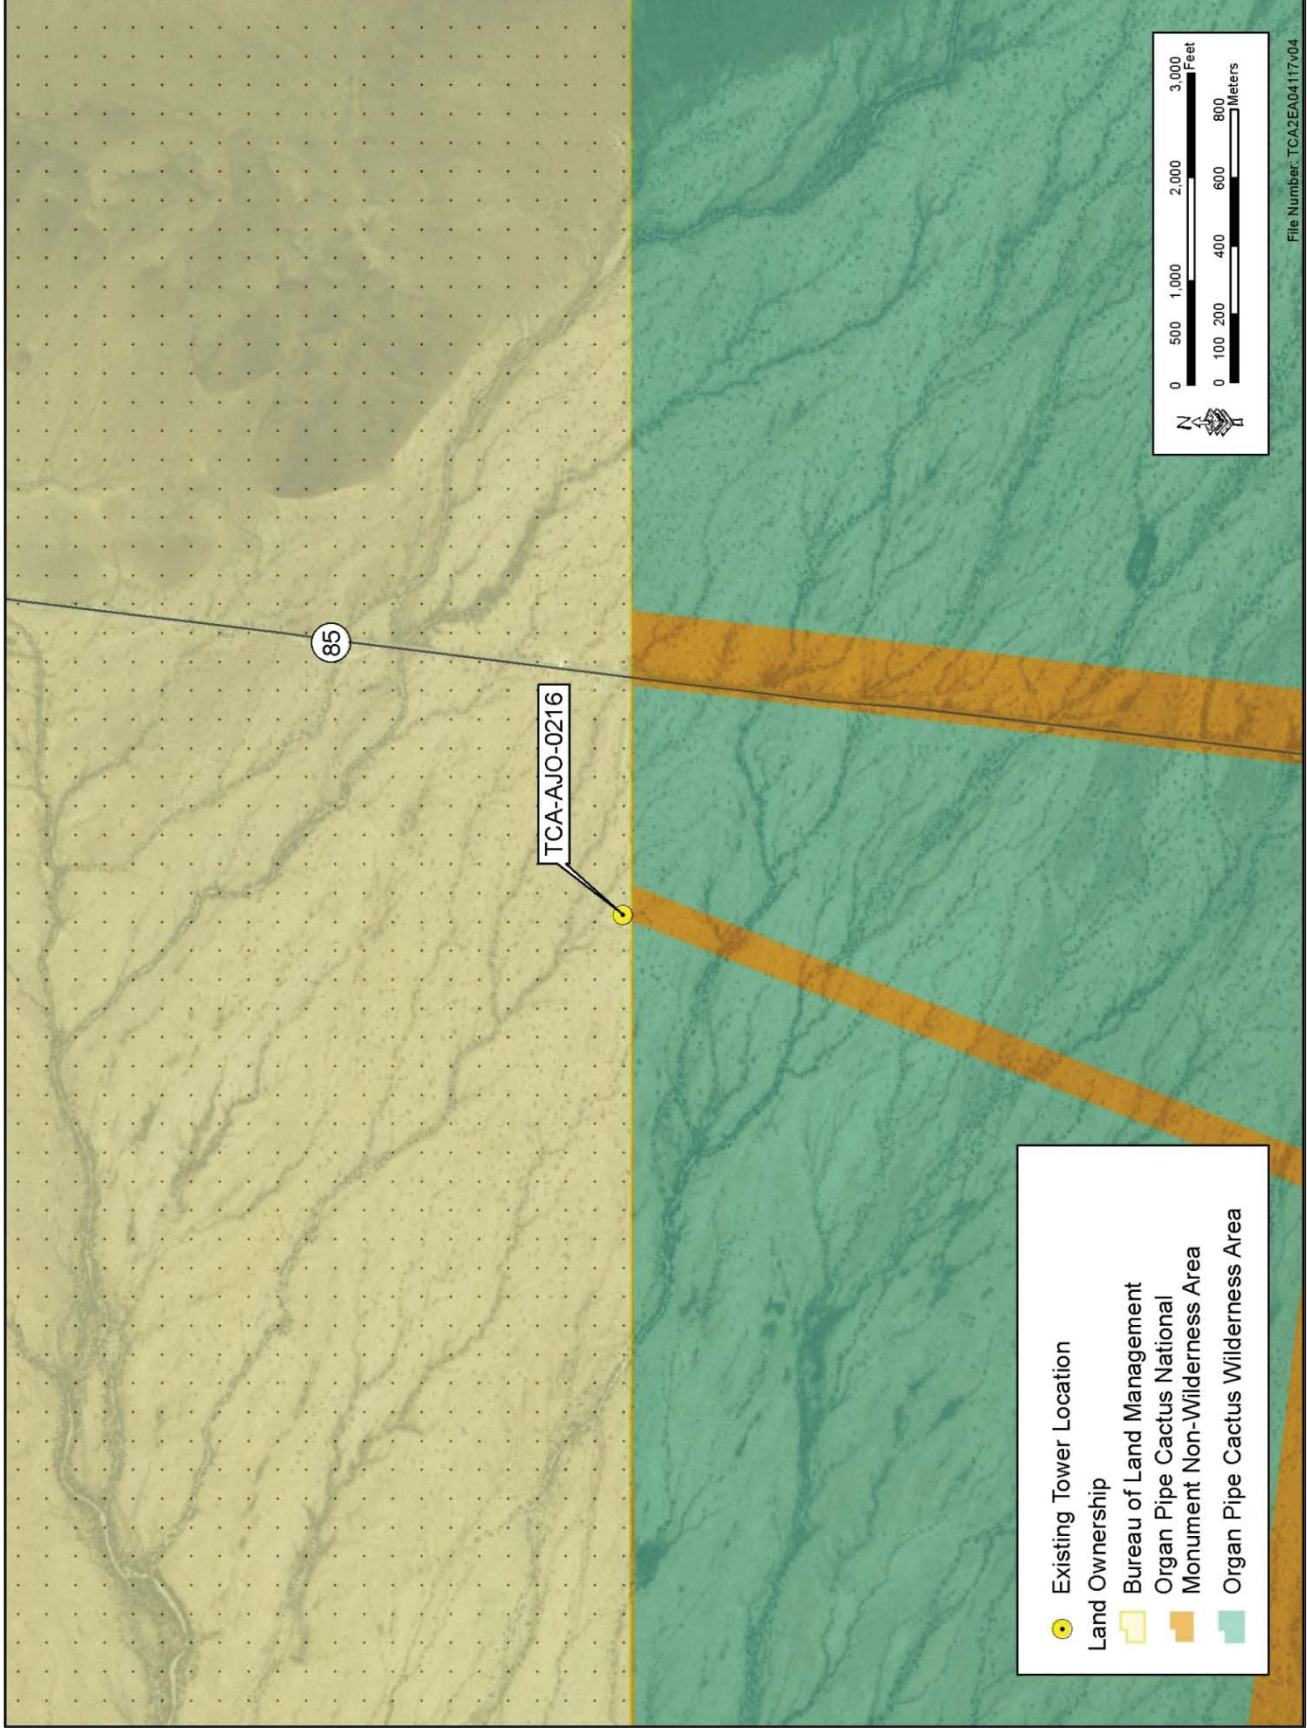 85
TCA-AJO-0216
Existing Tower Location
Land Ownership
Bureau of Land Management
Organ Pipe Cactus National
Monument Non-Wilderness Area
Organ Pipe Cactus Wilderness Area
N
0 500 1,000 2,000 3,000
Feet
0 100 200 400 600 800
Meters
File Number: TCA2EA04117v04